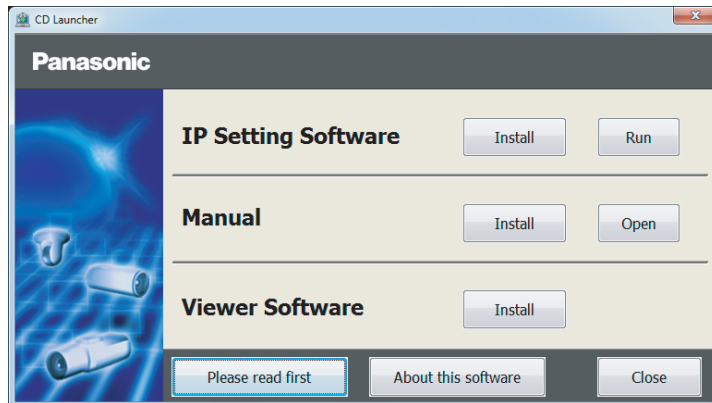 CD Launcher
Panasonic
IP Setting Software Install Run
Manual Install Open
Viewer Software Install
Please read first About this software Close